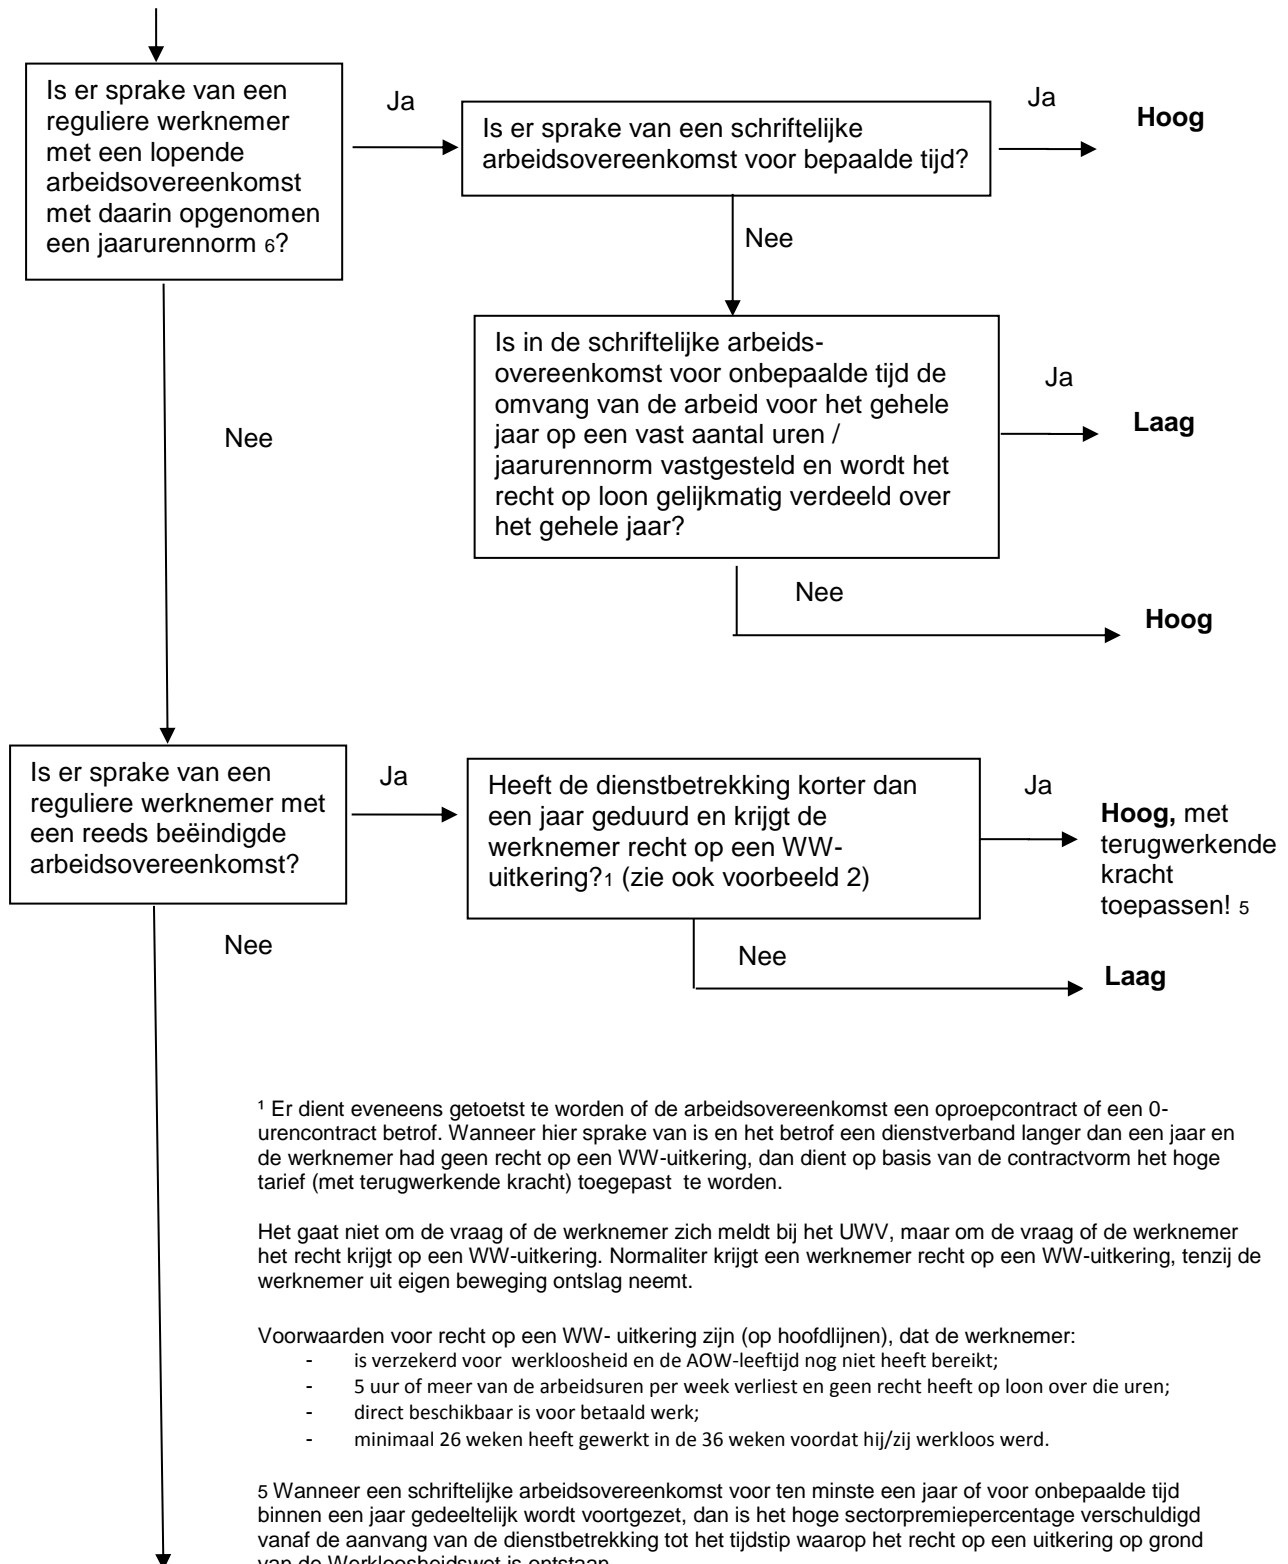 Is er sprake van een
reguliere werknemer
met een lopende
arbeidsovereenkomst
met daarin opgenomen
een jaarurennorm 6?
Ja
Is er sprake van een schriftelijke
arbeidsovereenkomst voor bepaalde tijd?
Ja
Hoog
Nee
Is in de schriftelijke arbeids-
overeenkomst voor onbepaalde tijd de
omvang van de arbeid voor het gehele
jaar op een vast aantal uren /
jaarurennorm vastgesteld en wordt het
recht op loon gelijkmatig verdeeld over
het gehele jaar?
Ja
Laag
Nee
Nee
Hoog
Is er sprake van een
reguliere werknemer met
een reeds beëindigde
arbeidsovereenkomst?
Ja
Heeft de dienstbetrekking korter dan
een jaar geduurd en krijgt de
werknemer recht op een WW-
uitkering?1 (zie ook voorbeeld 2)
Ja
Hoog, met
terugwerkende
kracht
toepassen! 5
Nee
Nee
Laag
¹ Er dient eveneens getoetst te worden of de arbeidsovereenkomst een oproepcontract of een 0-
urencontract betrof. Wanneer hier sprake van is en het betrof een dienstverband langer dan een jaar en
de werknemer had geen recht op een WW-uitkering, dan dient op basis van de contractvorm het hoge
tarief (met terugwerkende kracht) toegepast te worden.
Het gaat niet om de vraag of de werknemer zich meldt bij het UWV, maar om de vraag of de werknemer
het recht krijgt op een WW-uitkering. Normaliter krijgt een werknemer recht op een WW-uitkering, tenzij de
werknemer uit eigen beweging ontslag neemt.
Voorwaarden voor recht op een WW- uitkering zijn (op hoofdlijnen), dat de werknemer:
- is verzekerd voor werkloosheid en de AOW-leeftijd nog niet heeft bereikt;
- 5 uur of meer van de arbeidsuren per week verliest en geen recht heeft op loon over die uren;
- direct beschikbaar is voor betaald werk;
- minimaal 26 weken heeft gewerkt in de 36 weken voordat hij/zij werkloos werd.
5 Wanneer een schriftelijke arbeidsovereenkomst voor ten minste een jaar of voor onbepaalde tijd
binnen een jaar gedeeltelijk wordt voortgezet, dan is het hoge sectorpremiepercentage verschuldigd
vanaf de aanvang van de dienstbetrekking tot het tijdstip waarop het recht op een uitkering op grond
van de Werkloosheidswet is ontstaan